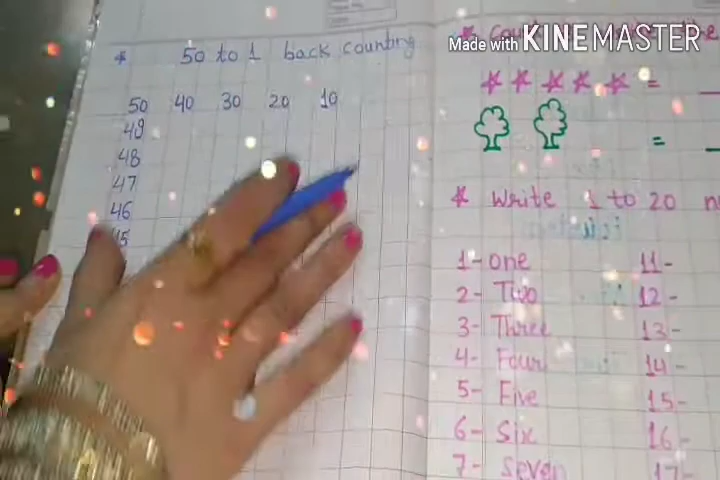 * 50 to 1 back counting
50 40 30 20 10
49
48
47
46
45
Made with KINEMASTER
* * * * * =
=
* Write 1 to 20
1- one
2- Two
3- Three
4- Four
5- Five
6- Six
7- seven
11-
12-
13-
14-
15-
16-
17-